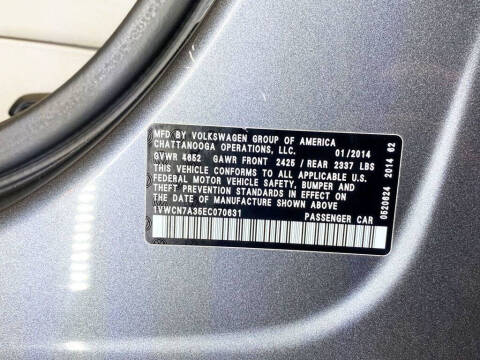 MFD BY VOLKSWAGEN GROUP OF AMERICA
CHATTANOOGA OPERATIONS, LLC. 01/2014
GVWR 4652 GAWR FRONT 2425 / REAR 2337 LBS
THIS VEHICLE CONFORMS TO ALL APPLICABLE U.S.
FEDERAL MOTOR VEHICLE SAFETY, BUMPER AND
THEFT PREVENTION STANDARDS IN EFFECT ON
THE DATE OF MANUFACTURE SHOWN ABOVE
1VWCN7A35EC070631 PASSENGER CAR
0520624 2014 62